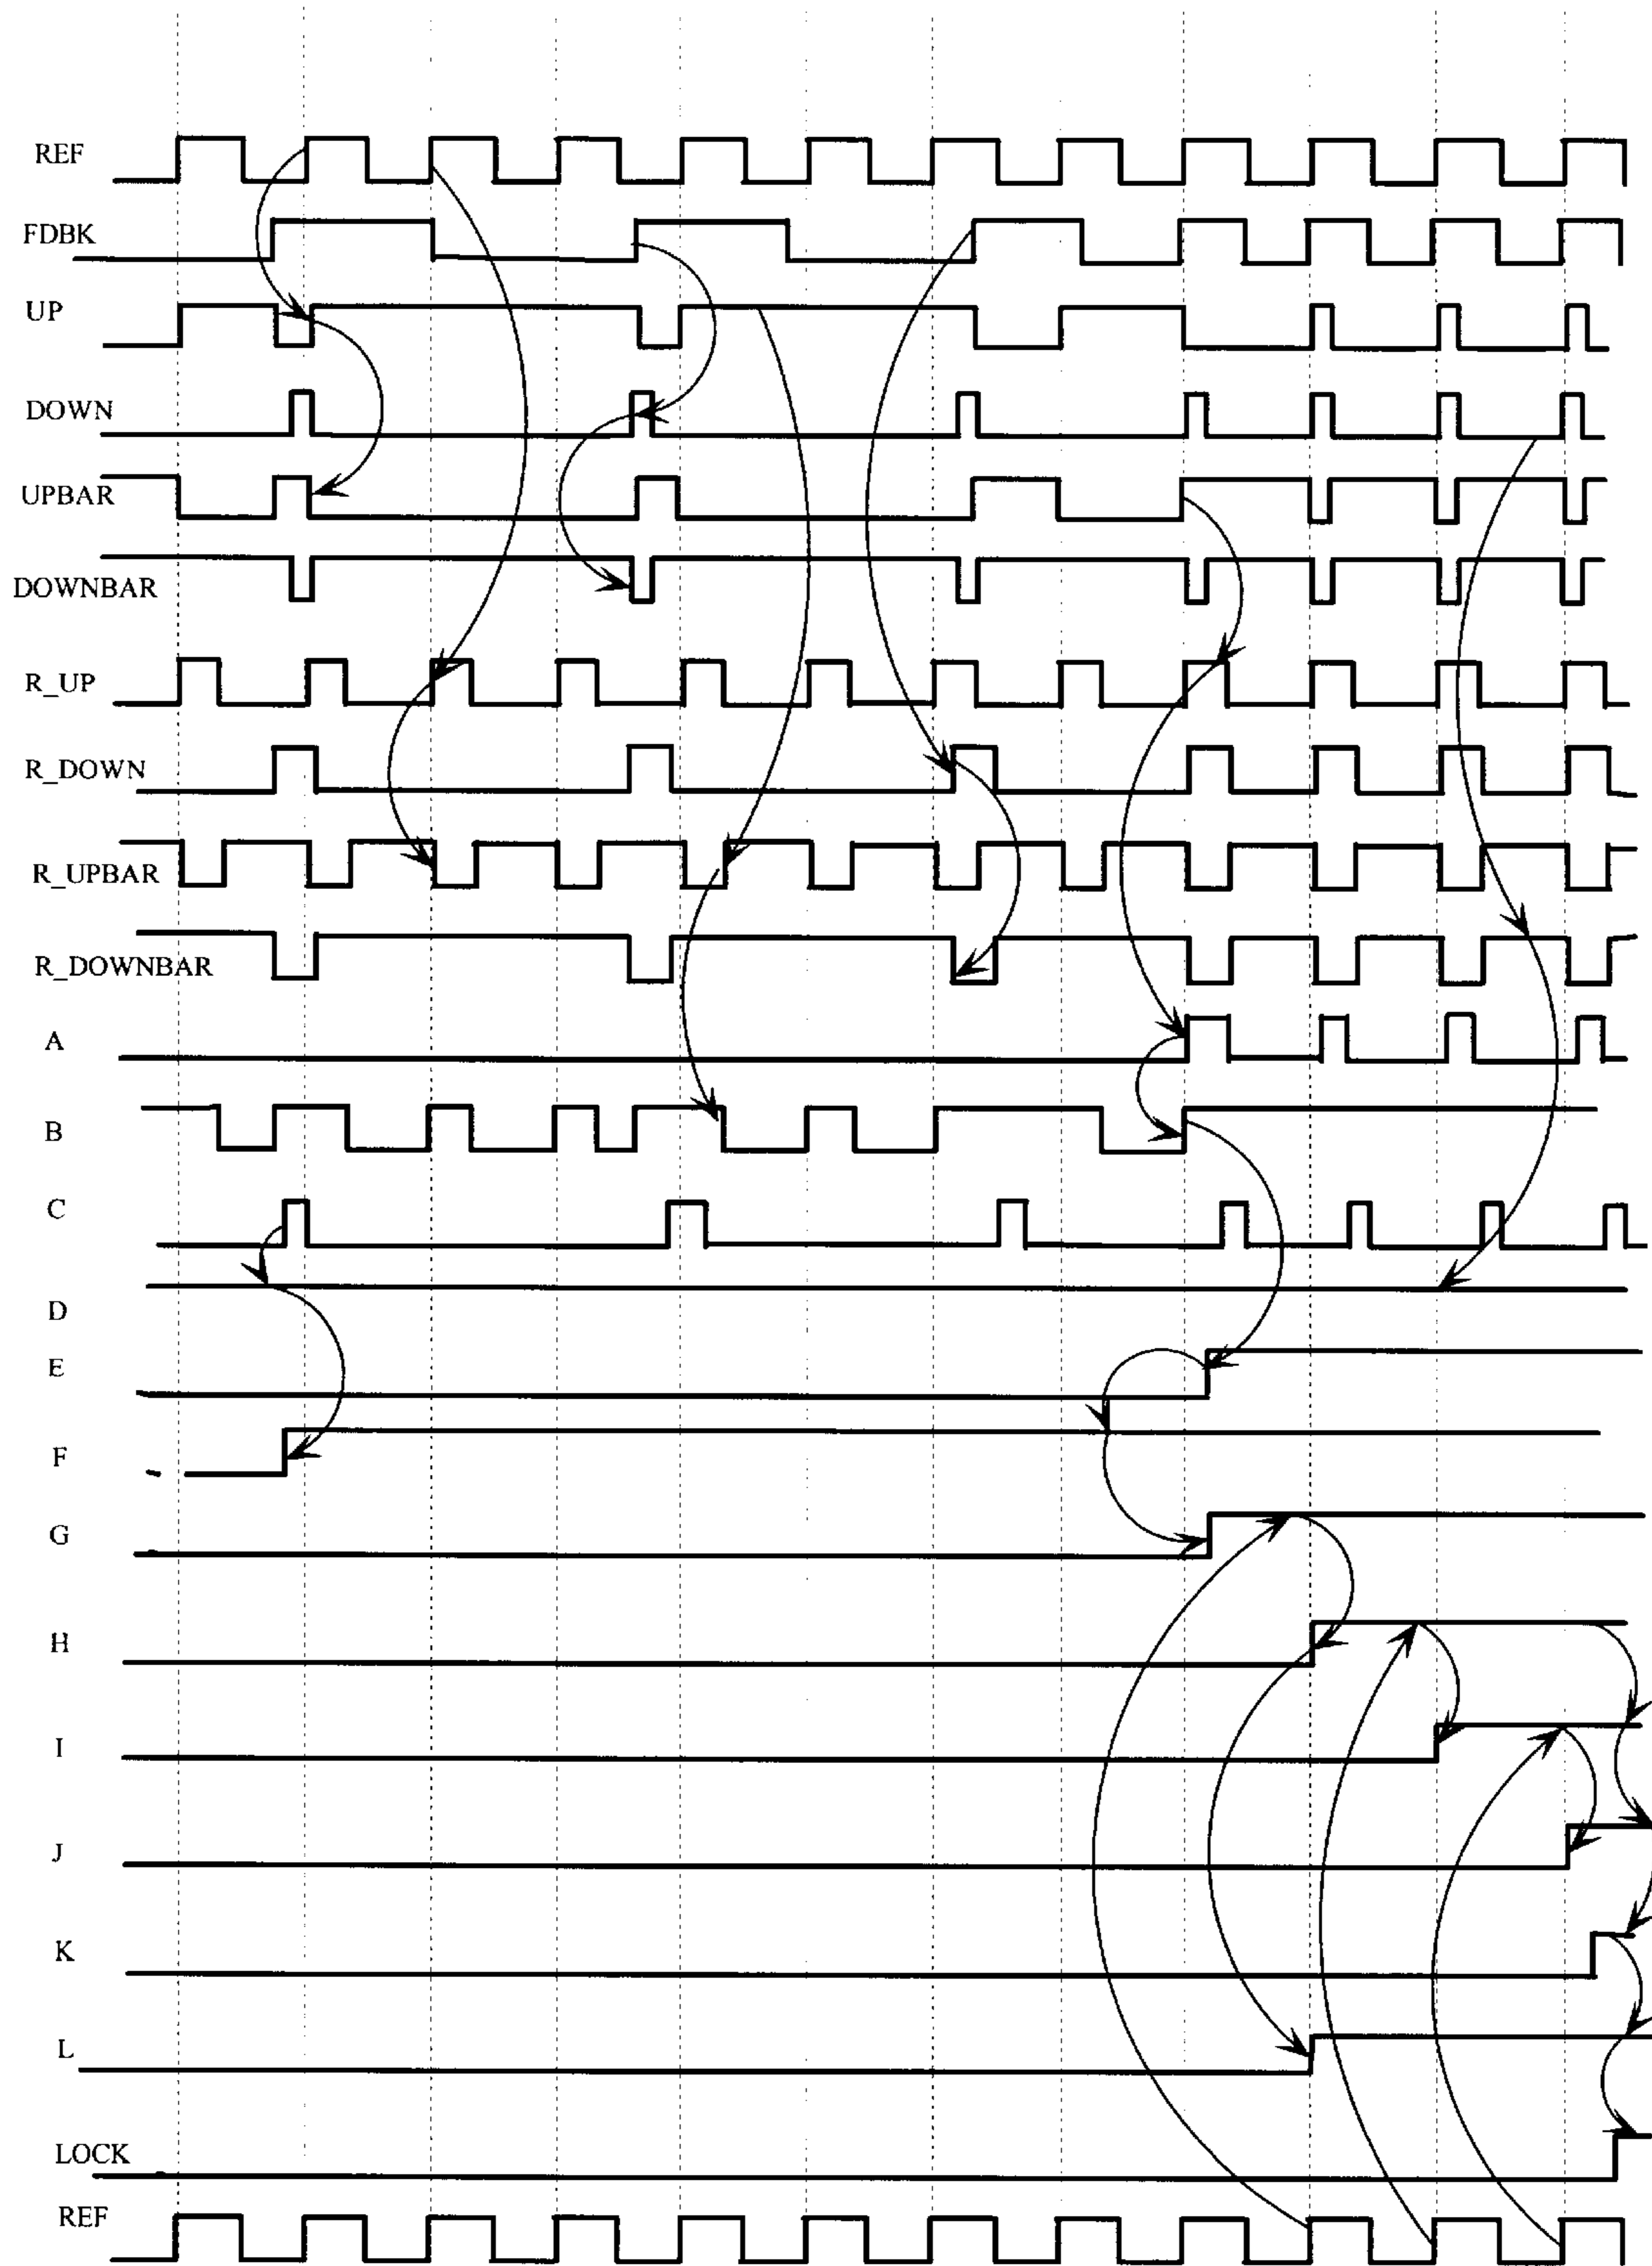 REF
FDBK
UP
DOWN
UPBAR
DOWNBAR
R_UP
R_DOWN
R_UPBAR
R_DOWNBAR
A
B
C
D
E
F
G
H
I
J
K
L
LOCK
REF